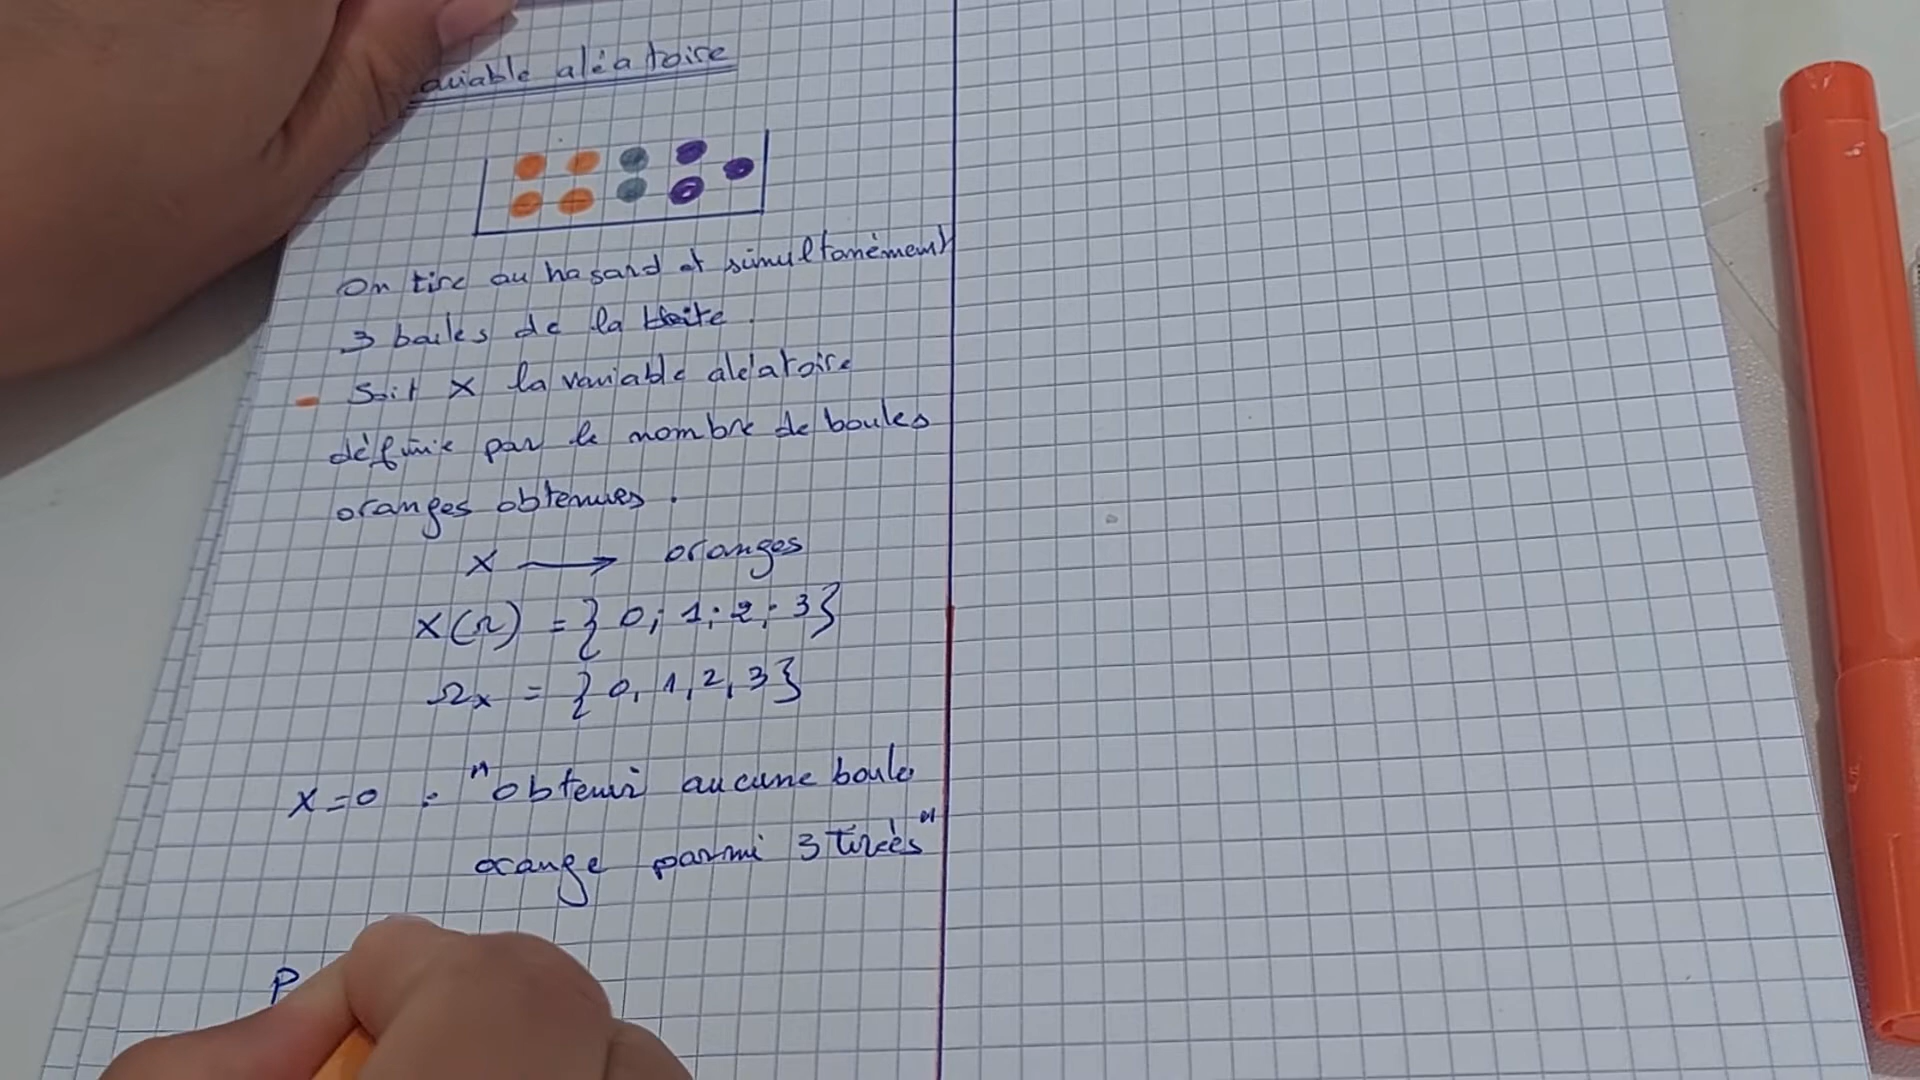 variable aléatoire
On tire au hasard et simultanément
3 boules de la boite.
- Soit X la variable aléatoire
définie par le nombre de boules
oranges obtenues.
X → oranges
X(Ω) = {0; 1; 2; 3}
Ωx = {0, 1, 2, 3}
X=0 : "obtenir aucune boule
orange parmi 3 tirées"
P